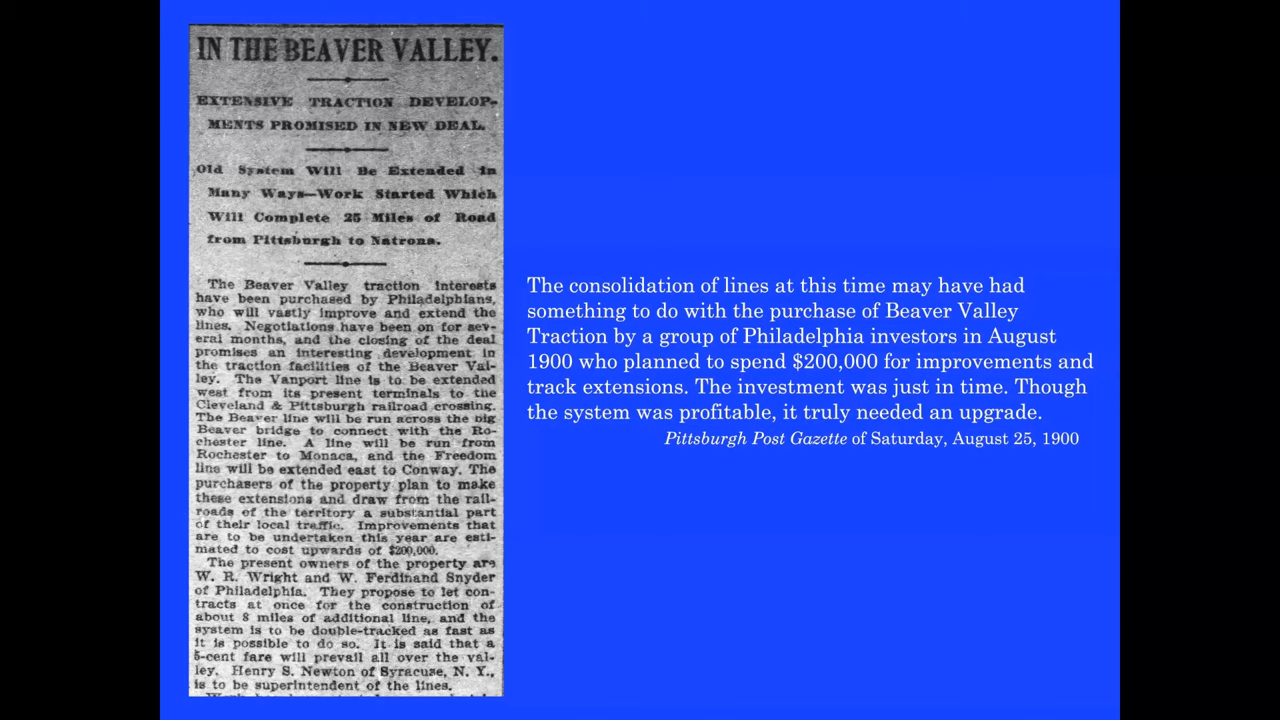 IN THE BEAVER VALLEY.
EXTENSIVE TRACTION DEVELOP-
MENTS PROMISED IN NEW DEAL.
Old System Will Be Extended in
Many Ways—Work Started Which
Will Complete 25 Miles of Road
from Pittsburgh to Natrona.
The Beaver Valley traction interests
have been purchased by Philadelphians,
who will vastly improve and extend the
lines. Negotiations have been on for sev-
eral months, and the closing of the deal
promises an interesting development in
the traction facilities of the Beaver Val-
ley. The Vanport line is to be extended
west from its present terminals to the
Cleveland & Pittsburgh railroad crossing.
The Beaver line will be run across the big
Beaver bridge to connect with the Ro-
chester line. A line will be run from
Rochester to Monaca, and the Freedom
line will be extended east to Conway. The
purchasers of the property plan to make
these extensions and draw from the rail-
roads of the territory a substantial part
of their local traffic. Improvements that
are to be undertaken this year are esti-
mated to cost upwards of $200,000.
The present owners of the property are
W. R. Wright and W. Ferdinand Snyder
of Philadelphia. They propose to let con-
tracts at once for the construction of
about 8 miles of additional line, and the
system is to be double-tracked as fast as
it is possible to do so. It is said that a
5-cent fare will prevail all over the val-
ley. Henry S. Newton of Syracuse, N. Y.,
is to be superintendent of the lines.
The consolidation of lines at this time may have had
something to do with the purchase of Beaver Valley
Traction by a group of Philadelphia investors in August
1900 who planned to spend $200,000 for improvements and
track extensions. The investment was just in time. Though
the system was profitable, it truly needed an upgrade.
Pittsburgh Post Gazette of Saturday, August 25, 1900